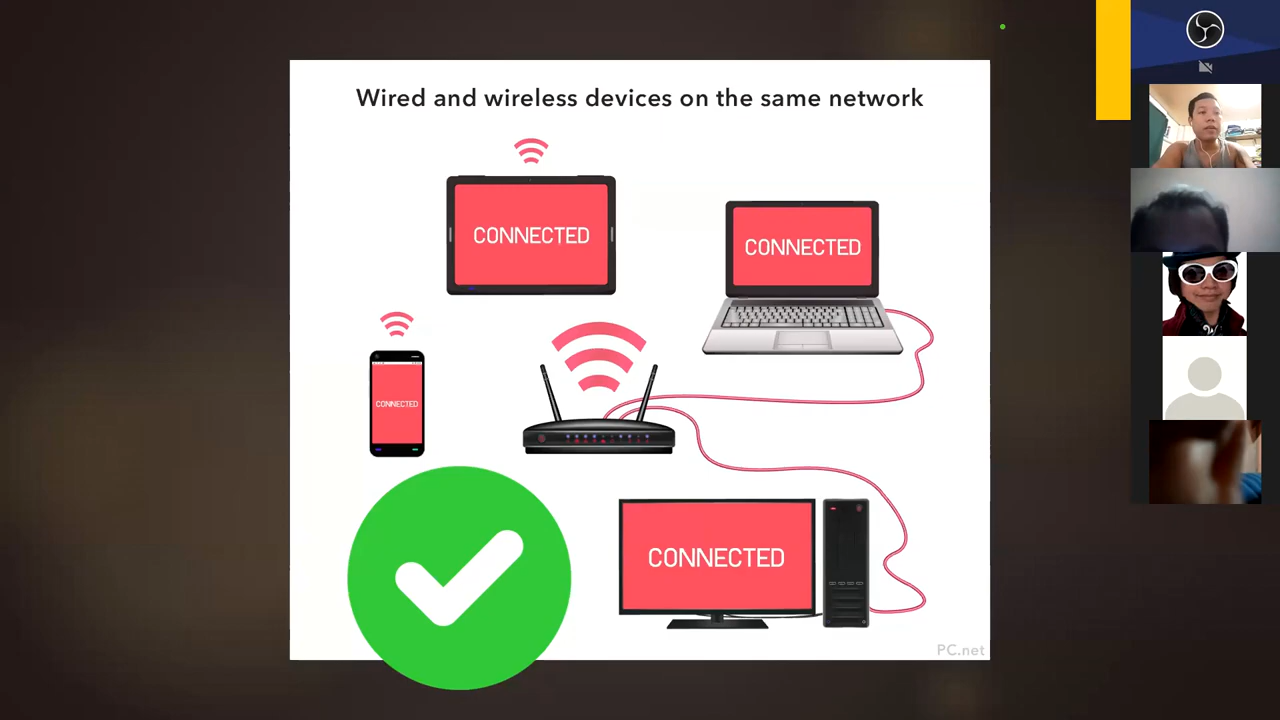 Wired and wireless devices on the same network
CONNECTED
CONNECTED
CONNECTED
CONNECTED
PC.net